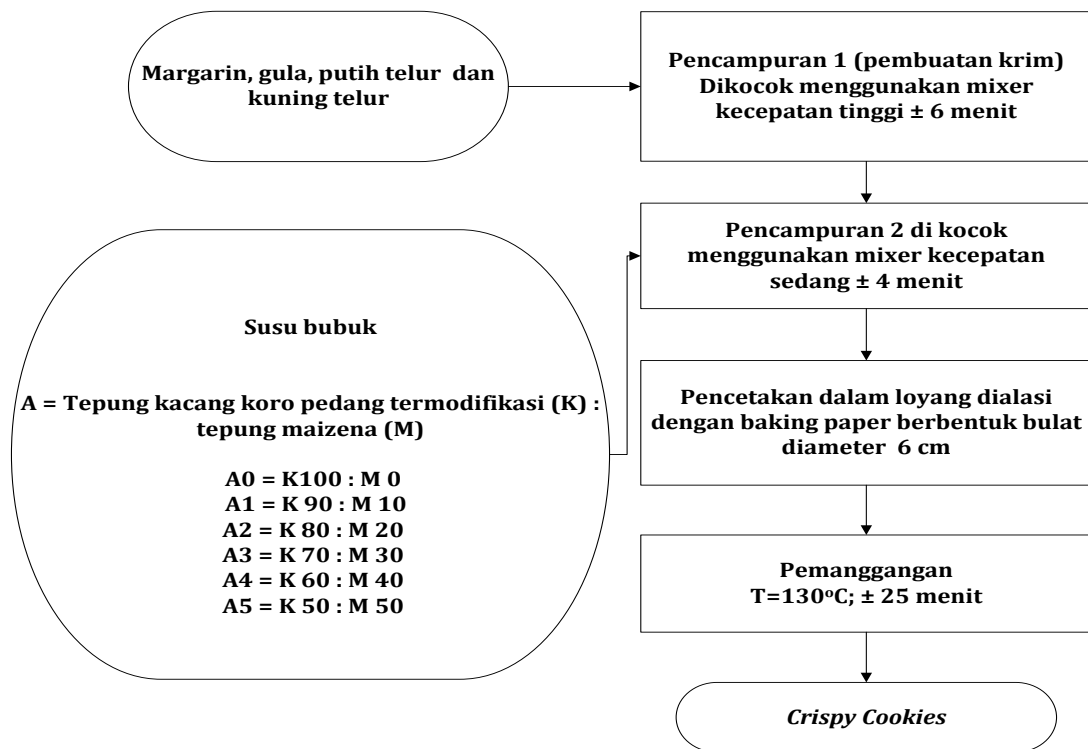 Margarin, gula, putih telur dan
kuning telur
Pencampuran 1 (pembuatan krim)
Dikocok menggunakan mixer
kecepatan tinggi ± 6 menit
Pencampuran 2 di kocok
menggunakan mixer kecepatan
sedang ± 4 menit
Susu bubuk
A = Tepung kacang koro pedang termodifikasi (K) :
tepung maizena (M)
A0 = K100 : M 0
A1 = K 90 : M 10
A2 = K 80 : M 20
A3 = K 70 : M 30
A4 = K 60 : M 40
A5 = K 50 : M 50
Pencetakan dalam loyang dialasi
dengan baking paper berbentuk bulat
diameter 6 cm
Pemanggangan
T=130°C; ± 25 menit
Crispy Cookies